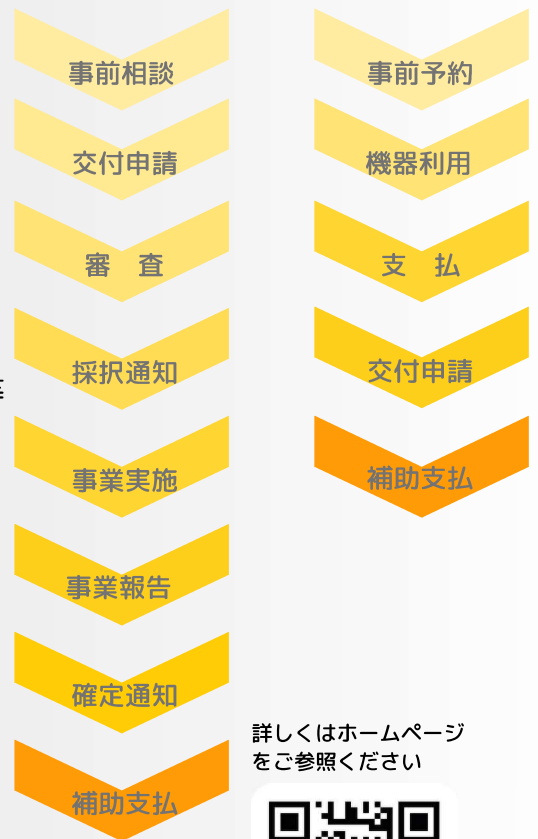 事前相談
交付申請
審　査
採択通知
事業実施
事業報告
確定通知
補助支払
事前予約
機器利用
支　払
交付申請
補助支払
詳しくはホームページ
をご参照ください